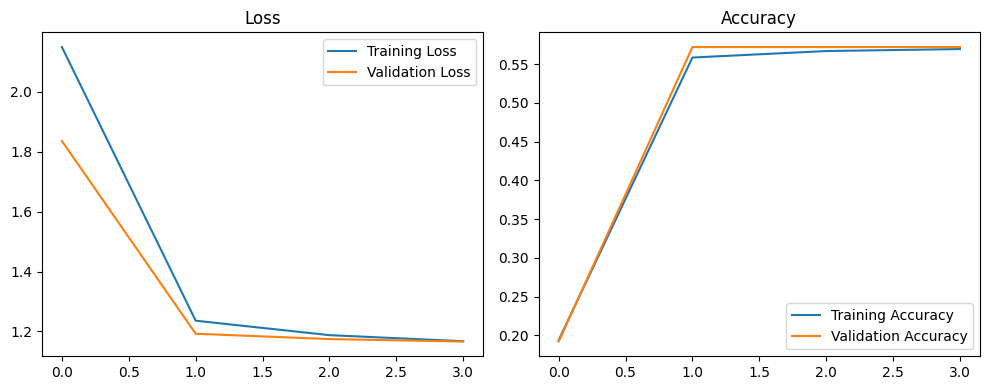 Loss
Training Loss
Validation Loss
2.0
1.8
1.6
1.4
1.2
0.0 0.5 1.0 1.5 2.0 2.5 3.0
Accuracy
0.55
0.50
0.45
0.40
0.35
0.30
0.25
0.20
Training Accuracy
Validation Accuracy
0.0 0.5 1.0 1.5 2.0 2.5 3.0